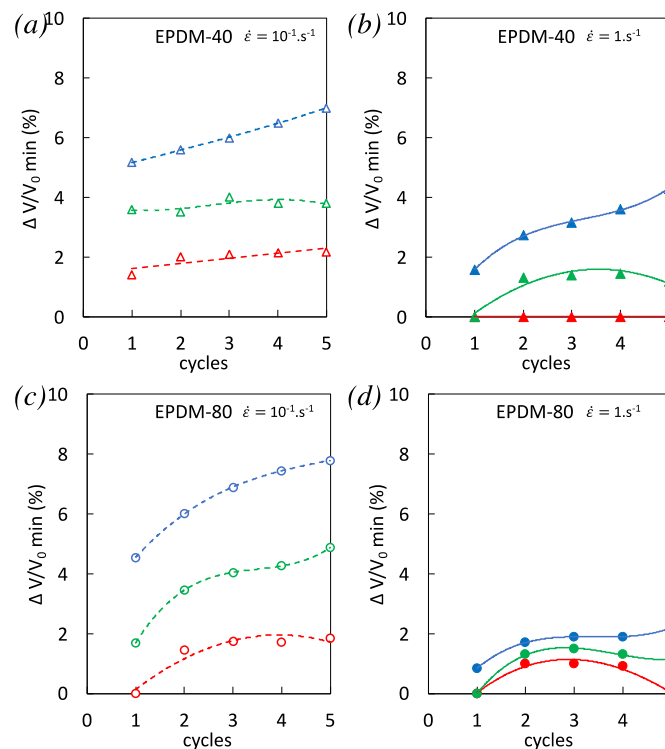 (a)
EPDM-40 ε̇ = 10⁻¹.s⁻¹
Δ V/V₀ min (%)
10
8
6
4
2
0
0 1 2 3 4 5
cycles
(b)
EPDM-40 ε̇ = 1.s⁻¹
Δ V/V₀ min (%)
10
8
6
4
2
0
0 1 2 3 4
cycles
(c)
EPDM-80 ε̇ = 10⁻¹.s⁻¹
Δ V/V₀ min (%)
10
8
6
4
2
0
0 1 2 3 4 5
cycles
(d)
EPDM-80 ε̇ = 1.s⁻¹
Δ V/V₀ min (%)
10
8
6
4
2
0
0 1 2 3 4
cycles